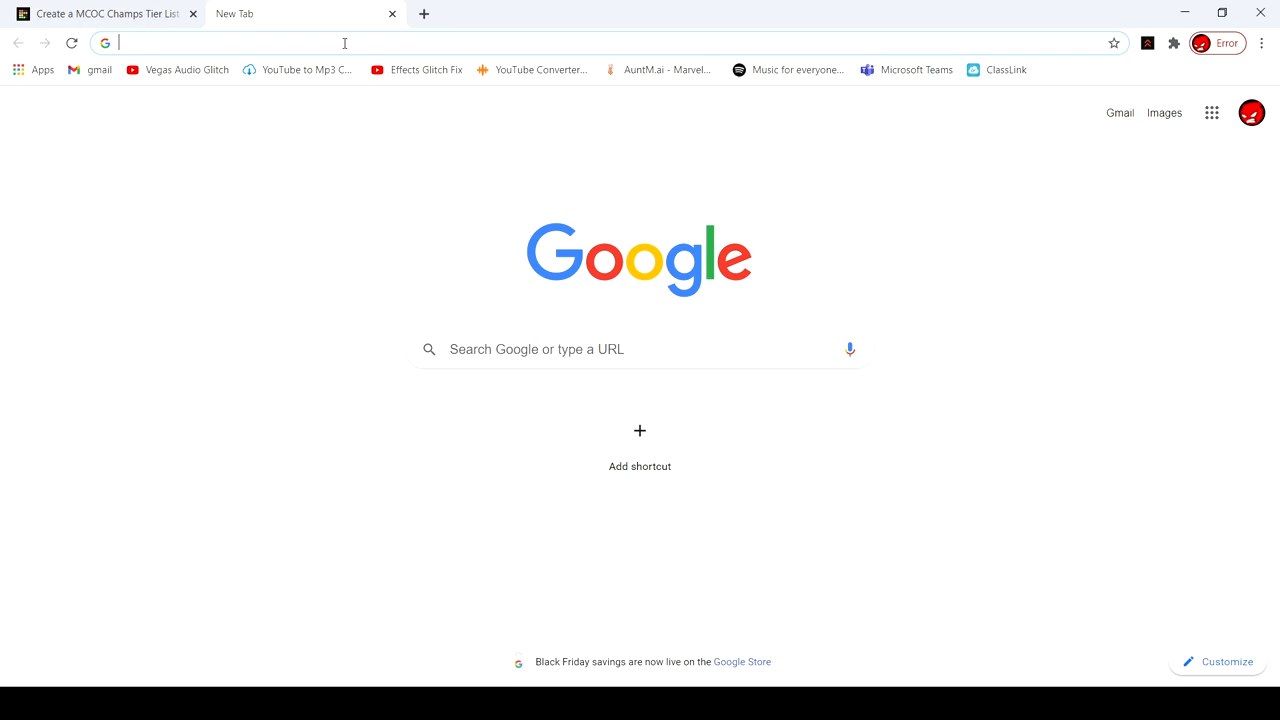 Create a MCOC Champs Tier List
New Tab
Error
Apps
gmail
Vegas Audio Glitch
YouTube to Mp3 C...
Effects Glitch Fix
YouTube Converter...
AuntM.ai - Marvel...
Music for everyone...
Microsoft Teams
ClassLink
Gmail
Images
Google
Search Google or type a URL
Add shortcut
Black Friday savings are now live on the Google Store
Customize